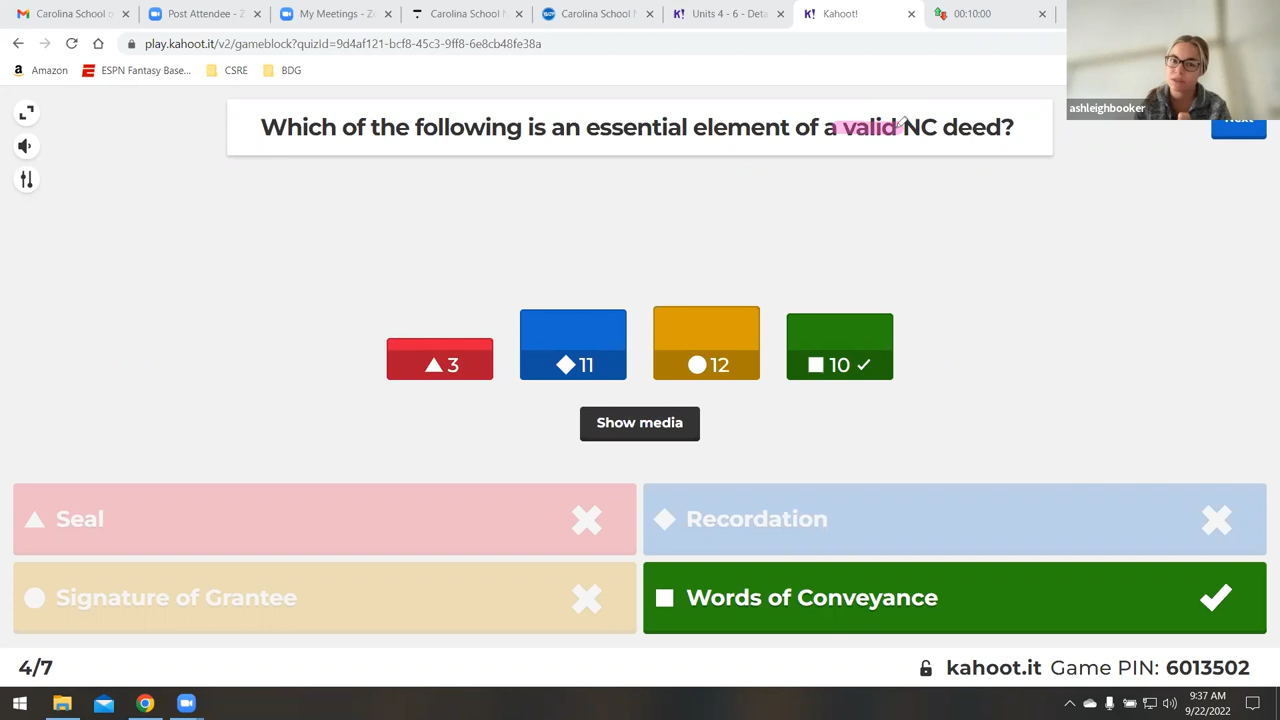 Carolina School o
Post Attendee - Z
My Meetings - Z
Carolina School N
Carolina School N
Units 4 - 6 - Deta
Kahoot!
00:10:00
play.kahoot.it/v2/gameblock?quizId=9d4af121-bcf8-45c3-9ff8-6e8cb48fe38a
Amazon
ESPN Fantasy Base...
CSRE
BDG
ashleighbooker
Next
Which of the following is an essential element of a valid NC deed?
3
11
12
10
Show media
Seal
Recordation
Signature of Grantee
Words of Conveyance
4/7
kahoot.it Game PIN: 6013502
9:37 AM
9/22/2022